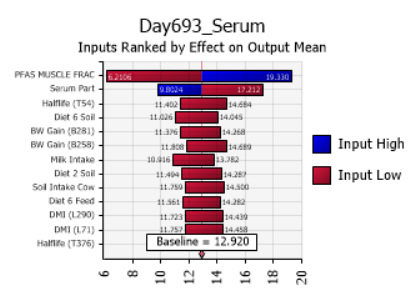 Day693_Serum
Inputs Ranked by Effect on Output Mean
PFAS MUSCLE FRAC 6.2106 19.330
Serum Part 9.8024 17.212
Halflife (T54) 11.402 14.684
Diet 6 Soil 11.026 14.045
BW Gain (B281) 11.376 14.268
BW Gain (B258) 11.808 14.689
Milk Intake 10.916 13.782
Diet 2 Soil 11.494 14.287
Soil Intake Cow 11.759 14.500
Diet 6 Feed 11.561 14.282
DMI (L290) 11.723 14.439
DMI (L71) 11.757 14.458
Halflife (T376)
Baseline = 12.920
6 8 10 12 14 16 18 20
Input High
Input Low